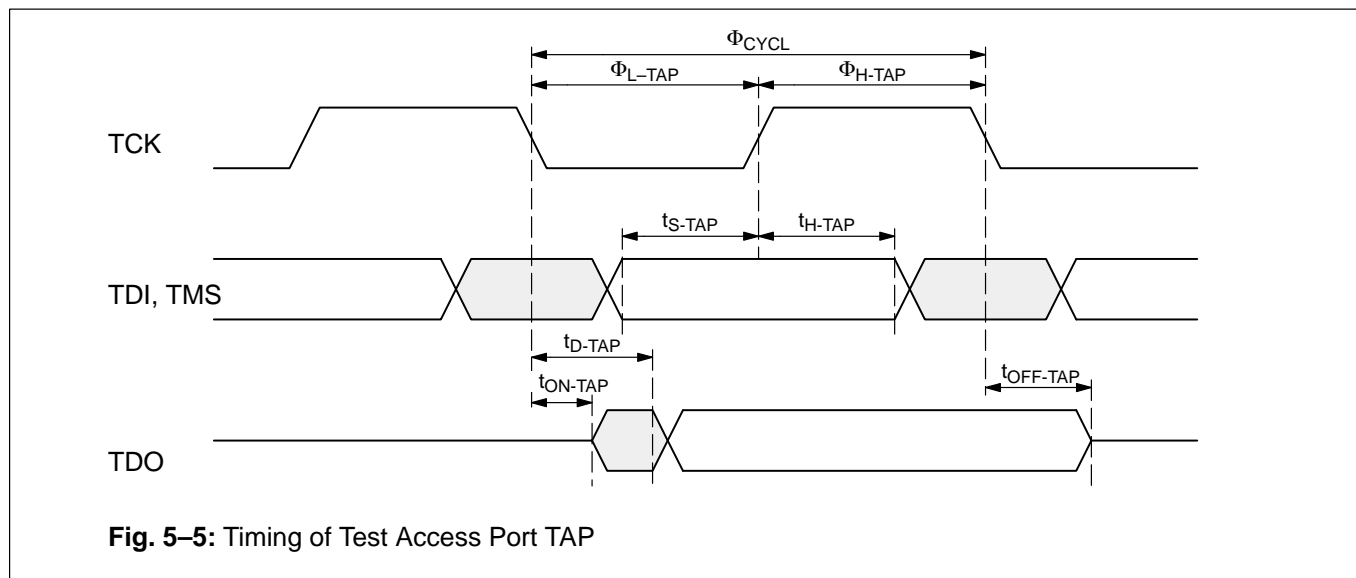 ΦCYCL
ΦL–TAP ΦH-TAP
TCK
tS-TAP tH-TAP
TDI, TMS
tD-TAP
tON-TAP tOFF-TAP
TDO
Fig. 5–5: Timing of Test Access Port TAP